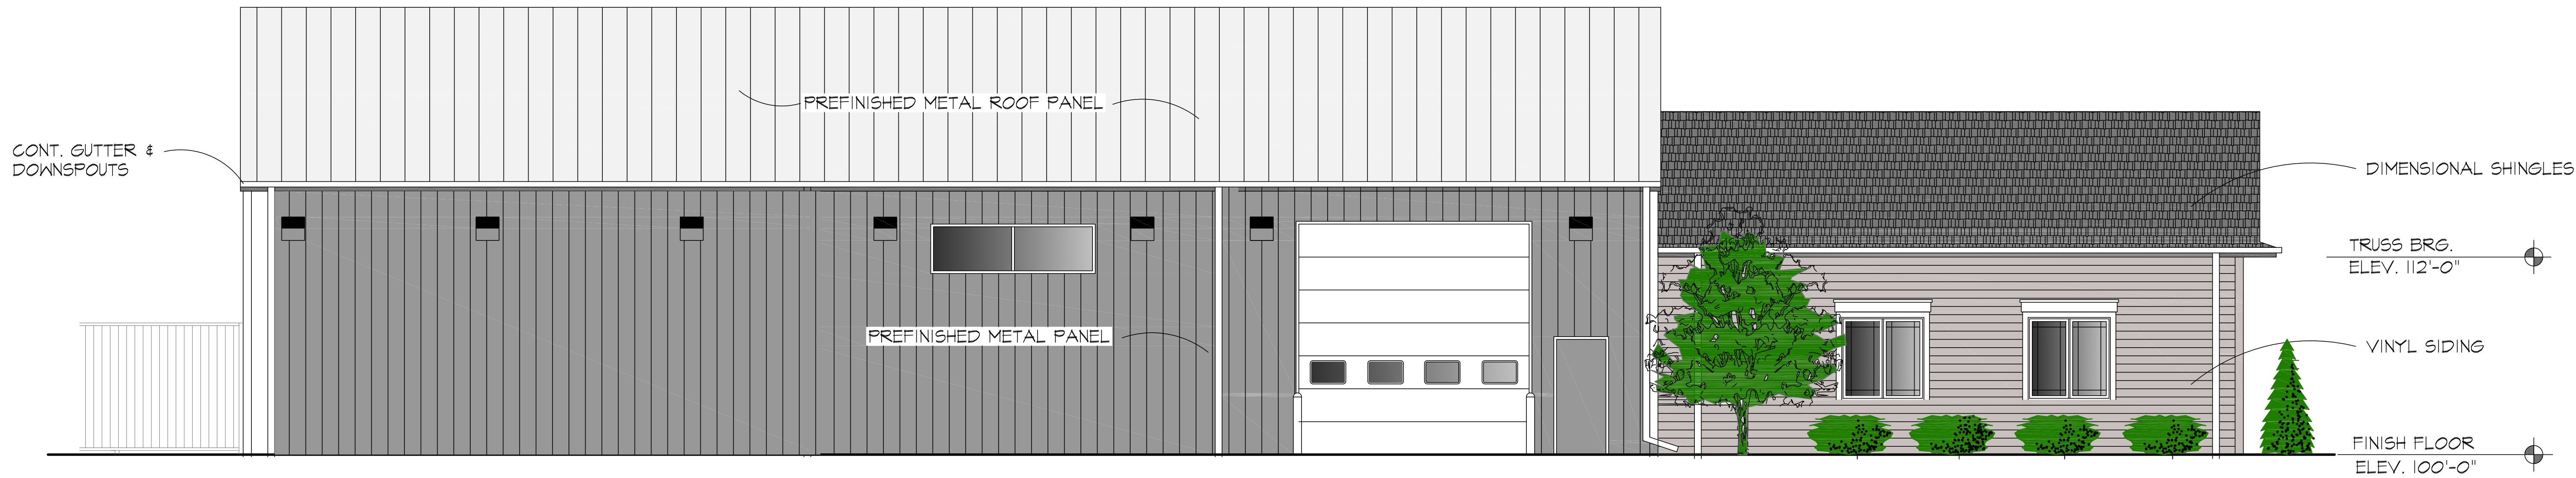 PREFINISHED METAL ROOF PANEL
CONT. GUTTER &
DOWNSPOUTS
DIMENSIONAL SHINGLES
TRUSS BRG.
ELEV. 112'-0"
PREFINISHED METAL PANEL
VINYL SIDING
FINISH FLOOR
ELEV. 100'-0"